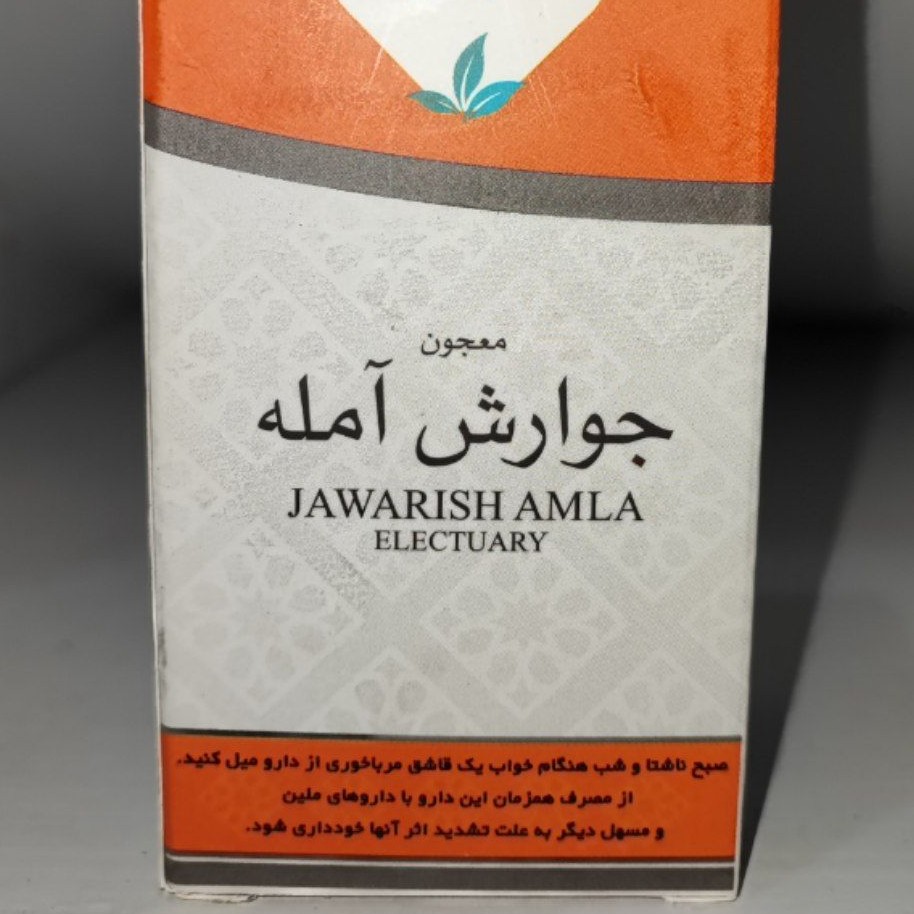 معجون
جوارش آمله
JAWARISH AMLA
ELECTUARY
صبح ناشتا و شب هنگام خواب یک قاشق مرباخوری از دارو میل کنید.
از مصرف همزمان این دارو با داروهای ملین
و مسهل دیگر به علت تشدید اثر آنها خودداری شود.